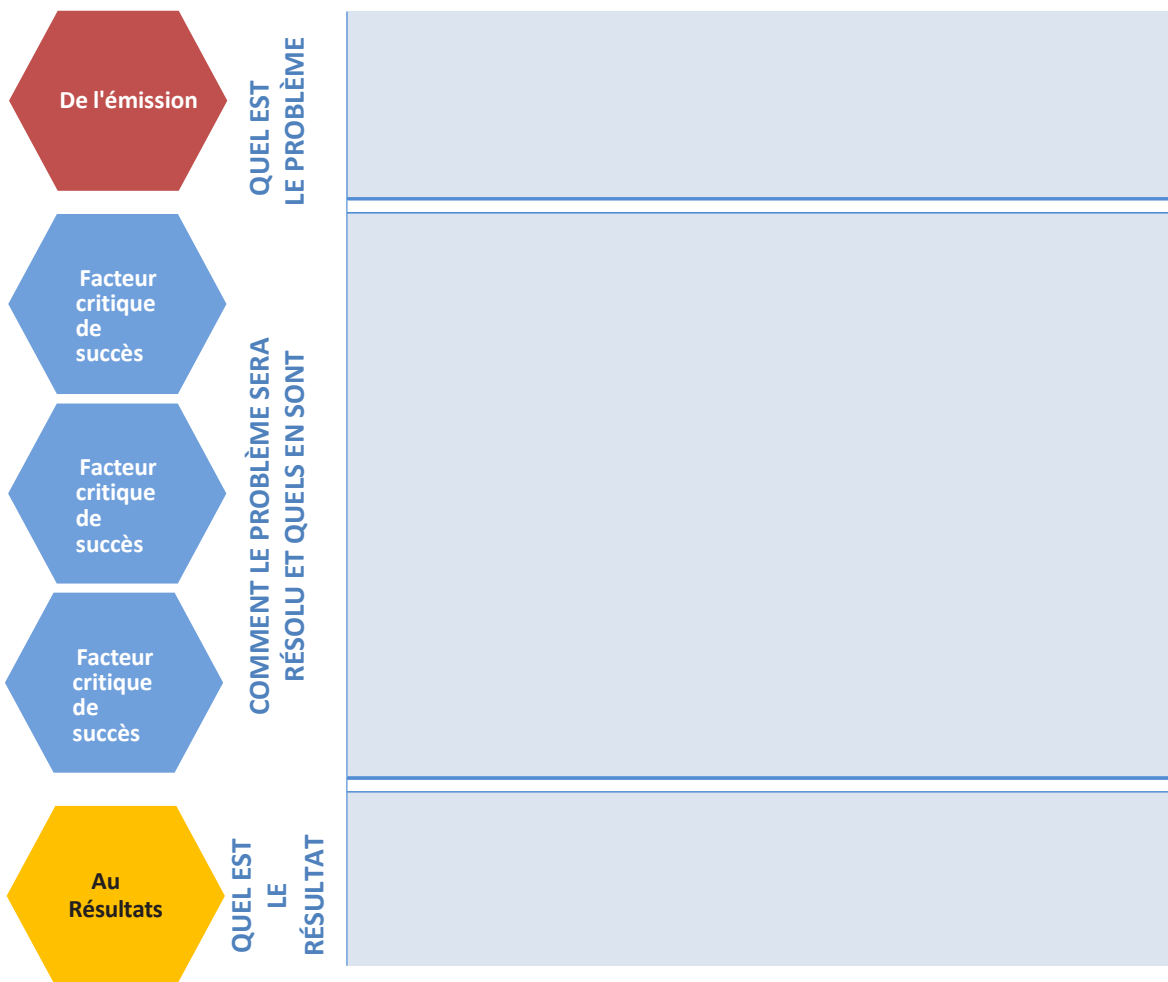 De l'émission
QUEL EST
LE PROBLÈME
Facteur
critique
de
succès
Facteur
critique
de
succès
Facteur
critique
de
succès
COMMENT LE PROBLÈME SERA
RÉSOLU ET QUELS EN SONT
Au
Résultats
QUEL EST
LE
RÉSULTAT